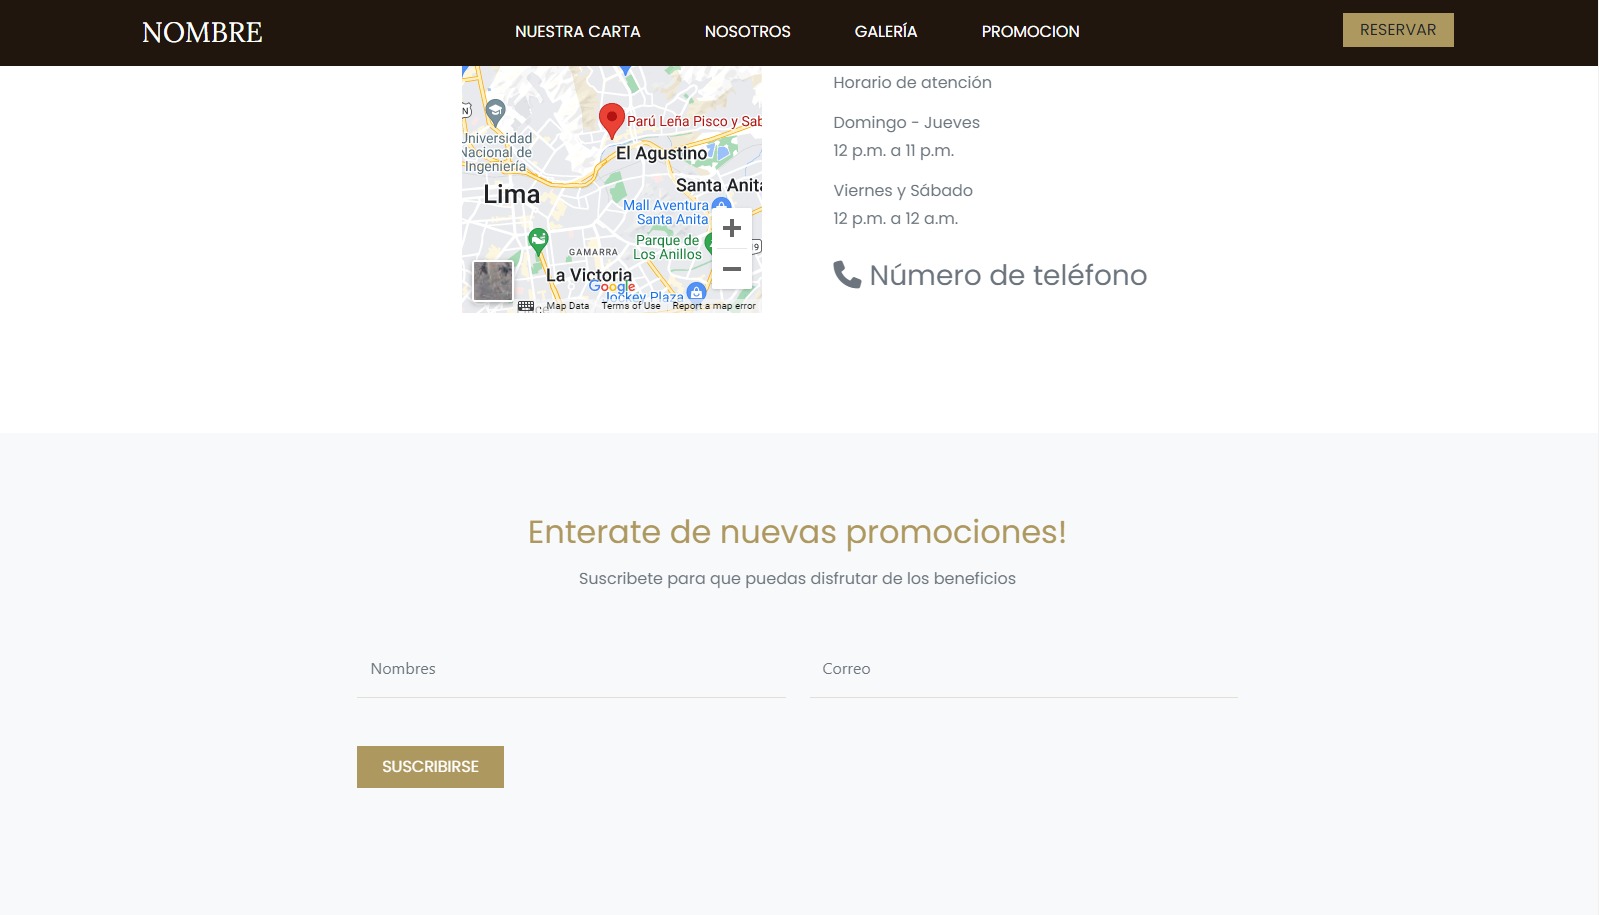 NOMBRE
NUESTRA CARTA
NOSOTROS
GALERÍA
PROMOCION
RESERVAR
N
Universidad
Nacional de
Ingeniería
Parú Leña Pisco y Sab
El Agustino
Lima
Santa Anita
Mall Aventura
Santa Anita
Parque de
Los Anillos
19
GAMARRA
La Victoria
Google
Jockey Plaza
Map Data
Terms of Use
Report a map error
Horario de atención
Domingo - Jueves
12 p.m. a 11 p.m.
Viernes y Sábado
12 p.m. a 12 a.m.
Número de teléfono
Enterate de nuevas promociones!
Suscribete para que puedas disfrutar de los beneficios
Nombres
Correo
SUSCRIBIRSE